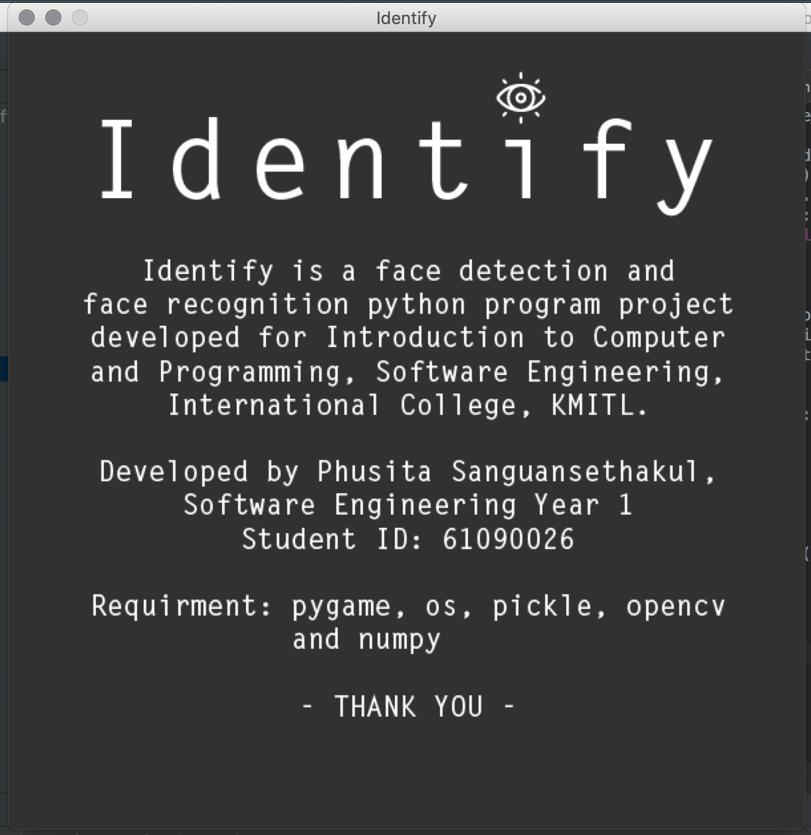 Identify
Identify
Identify is a face detection and
face recognition python program project
developed for Introduction to Computer
and Programming, Software Engineering,
International College, KMITL.
Developed by Phusita Sanguansethakul,
Software Engineering Year 1
Student ID: 61090026
Requirment: pygame, os, pickle, opencv
and numpy
- THANK YOU -